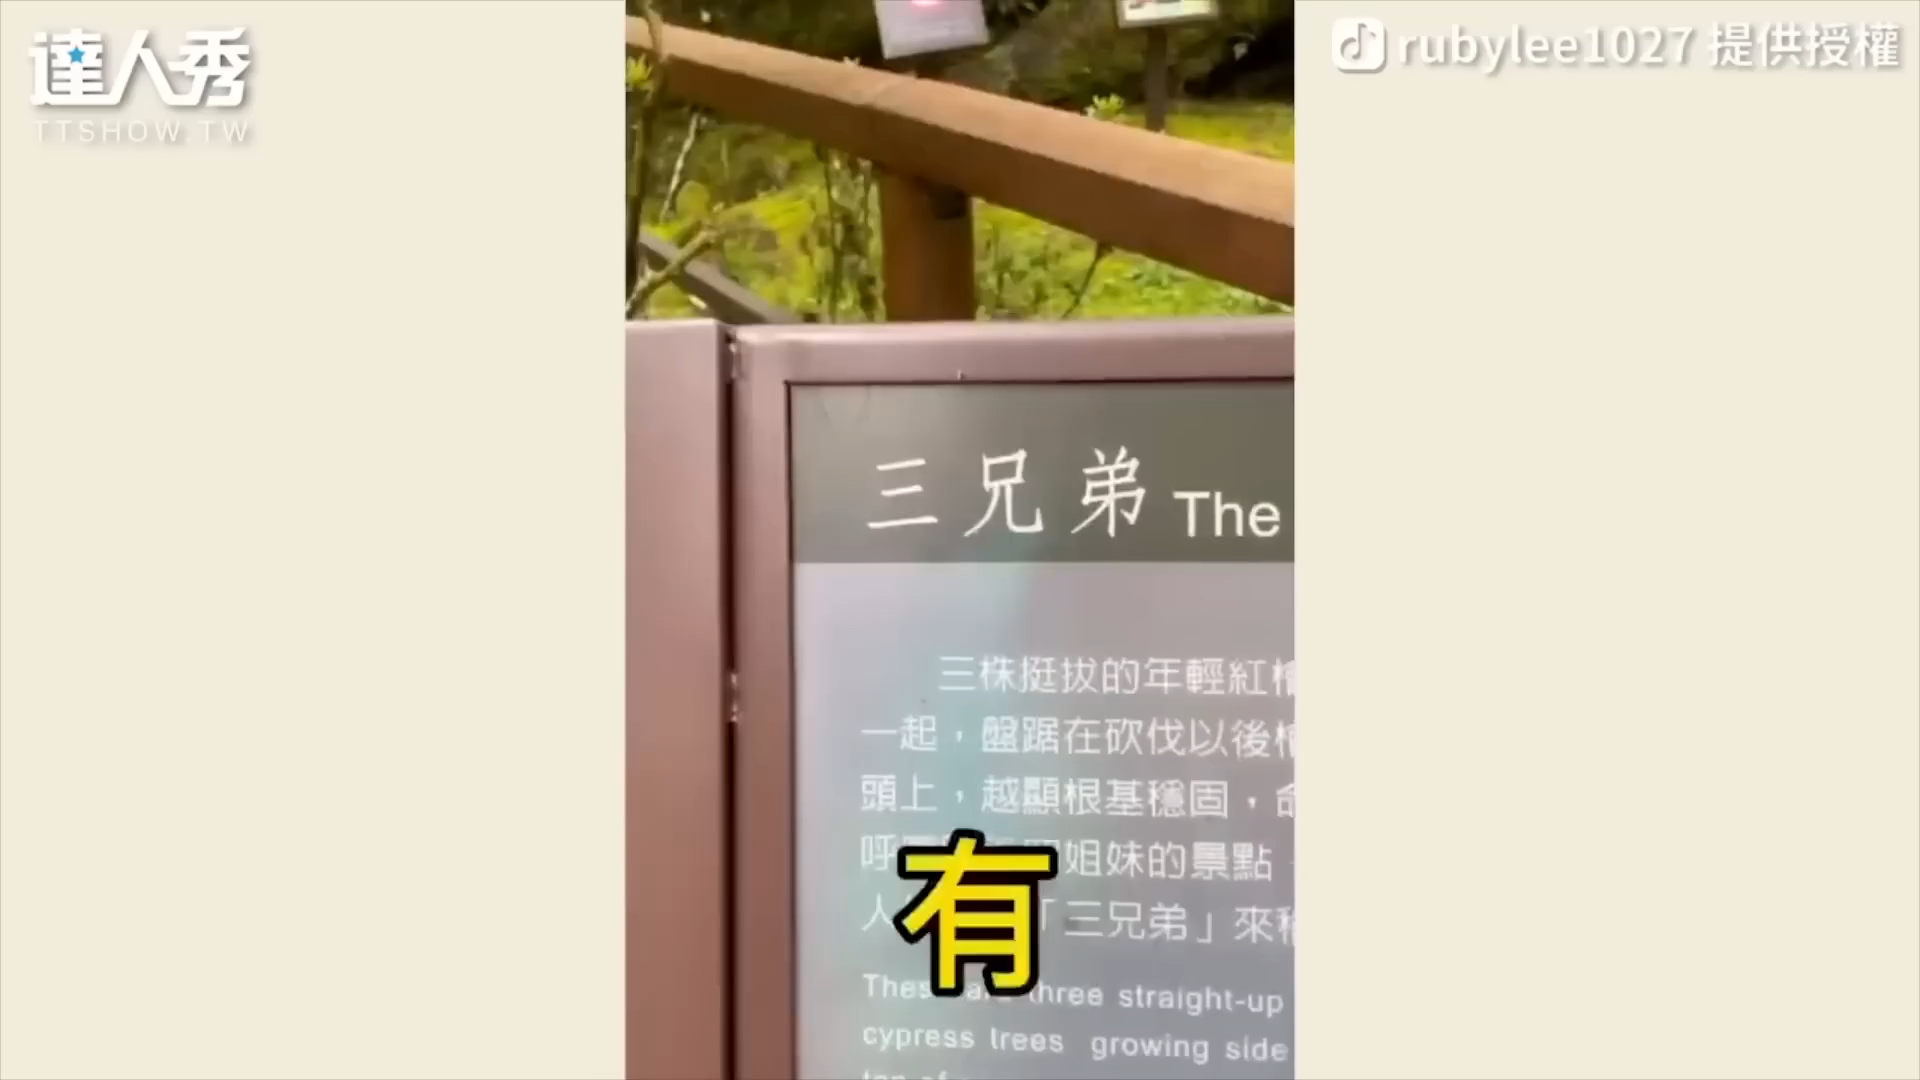 達人秀
TTSHOW.TW
rubylee1027 提供授權
三兄弟 The
三株挺拔的年輕紅
一起，盤踞在砍伐以後
頭上，越顯根基穩固，
呼 姐妹的景點
人 「三兄弟」來
有
three straight-up
cypress trees growing side